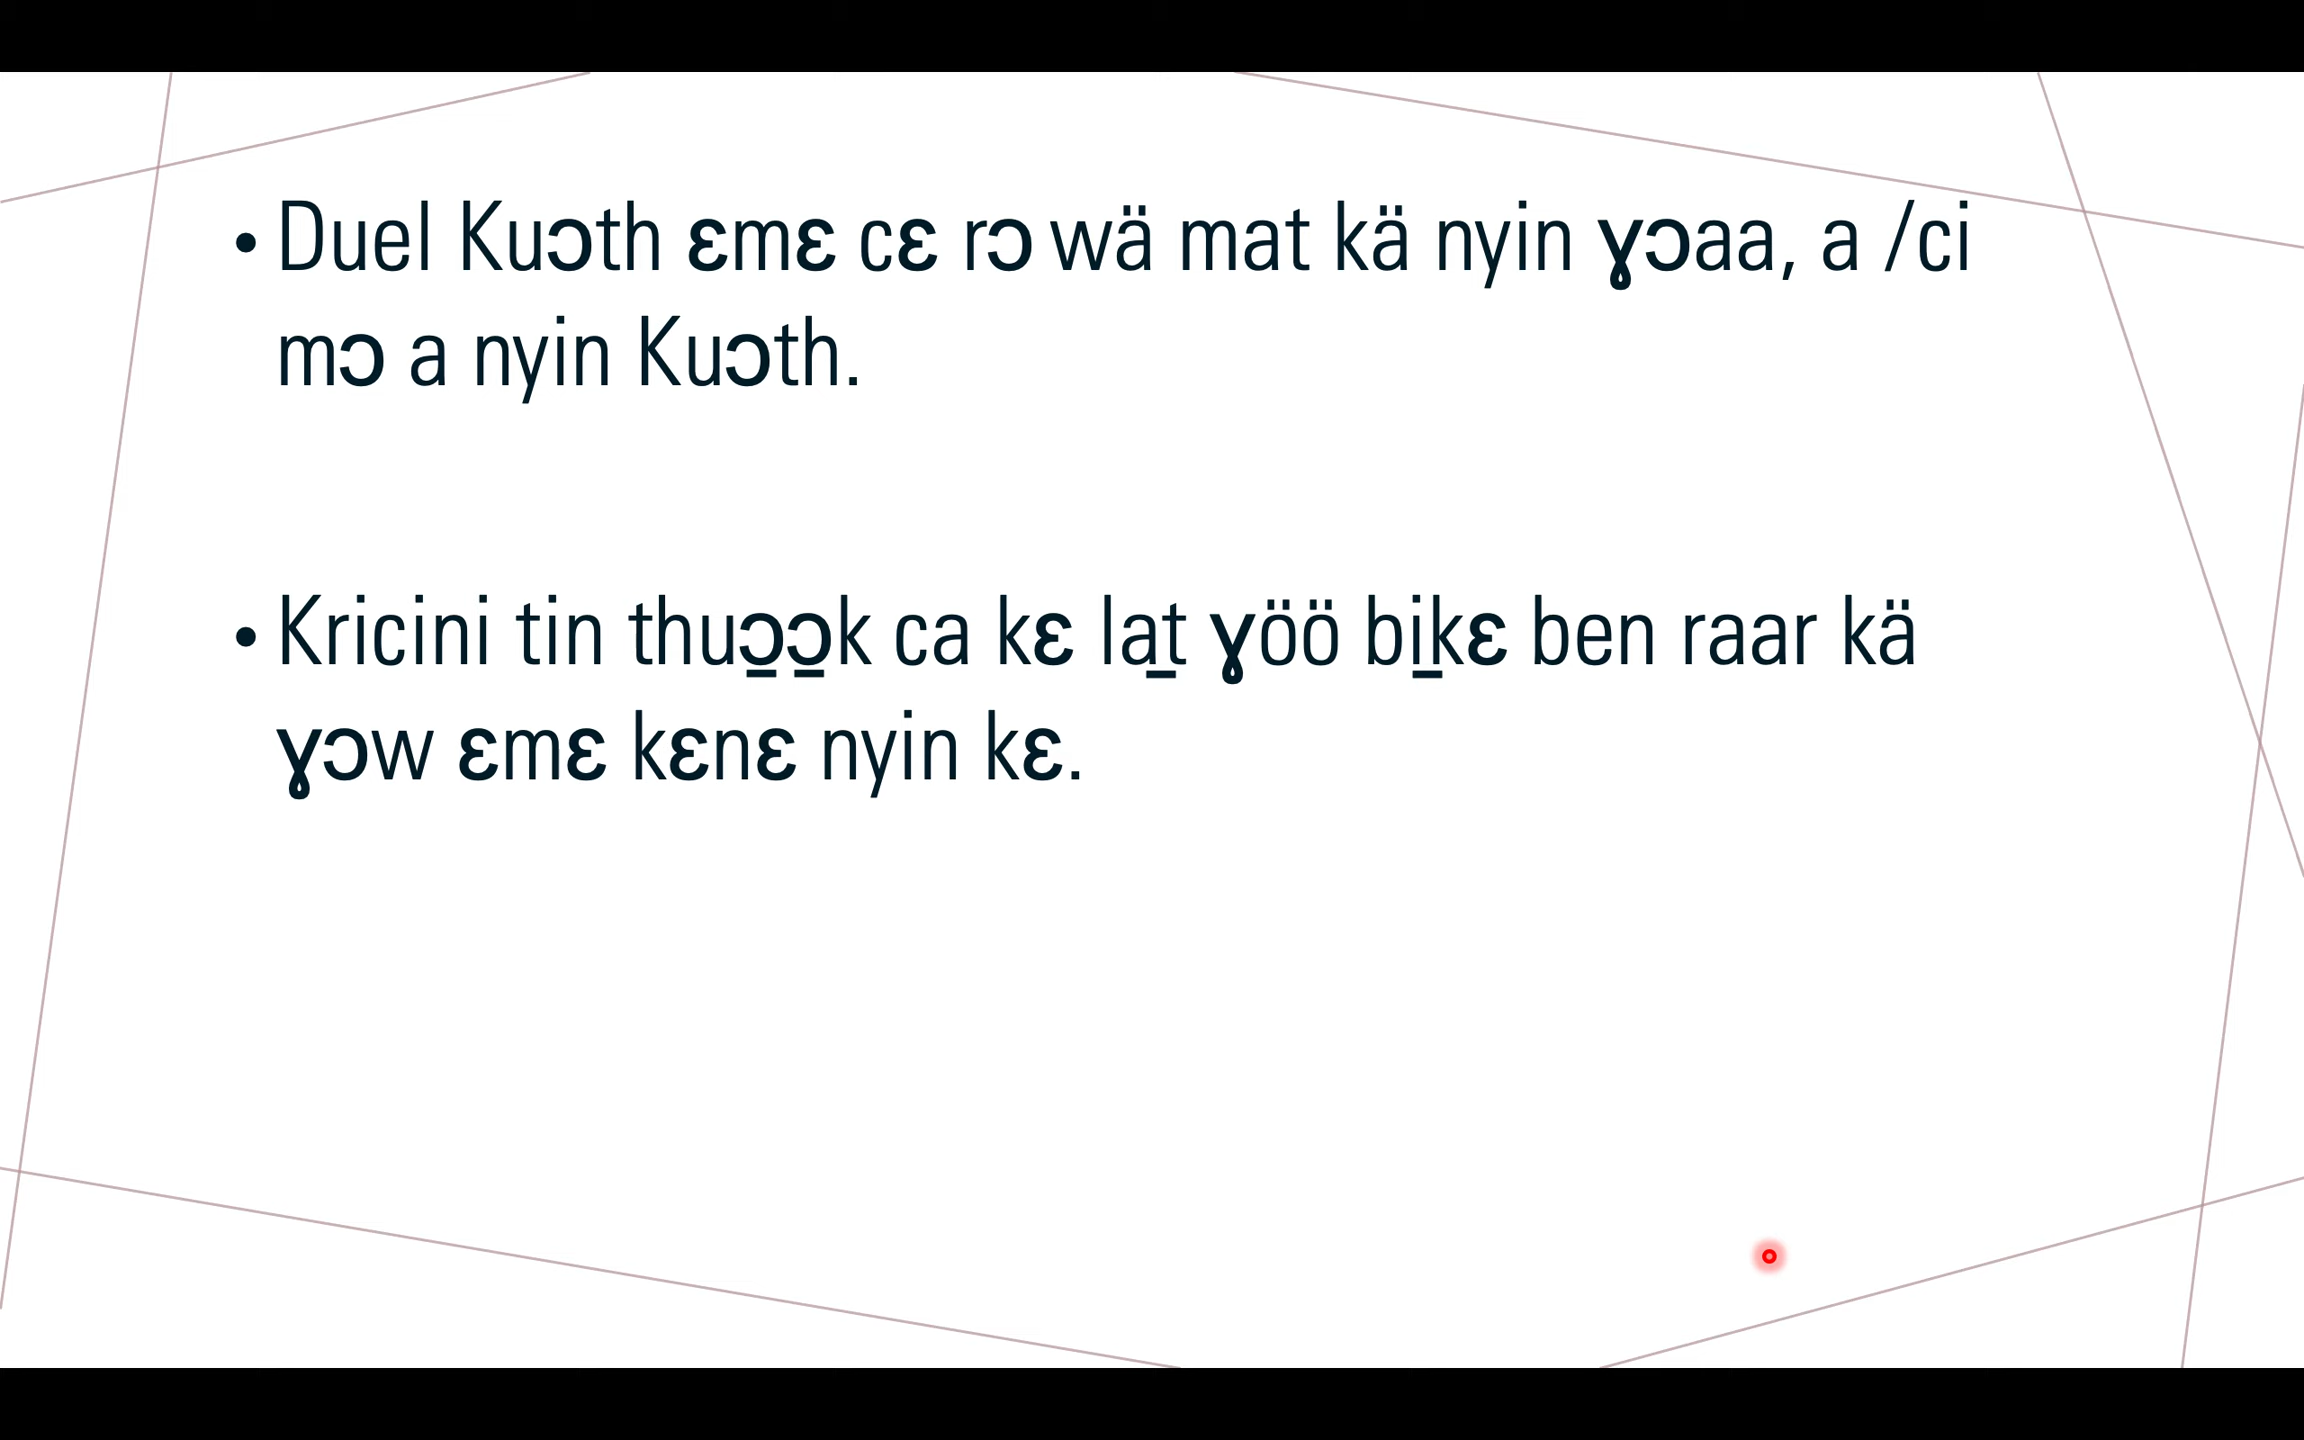 • Duel Kuɔth ɛmɛ cɛ rɔ wä mat kä nyin ɣɔaa, a /ci
mɔ a nyin Kuɔth.
• Kricini tin thuɔ̱ɔ̱k ca kɛ la̱t ɣöö bi̱kɛ ben raar kä
ɣɔw ɛmɛ kɛnɛ nyin kɛ.